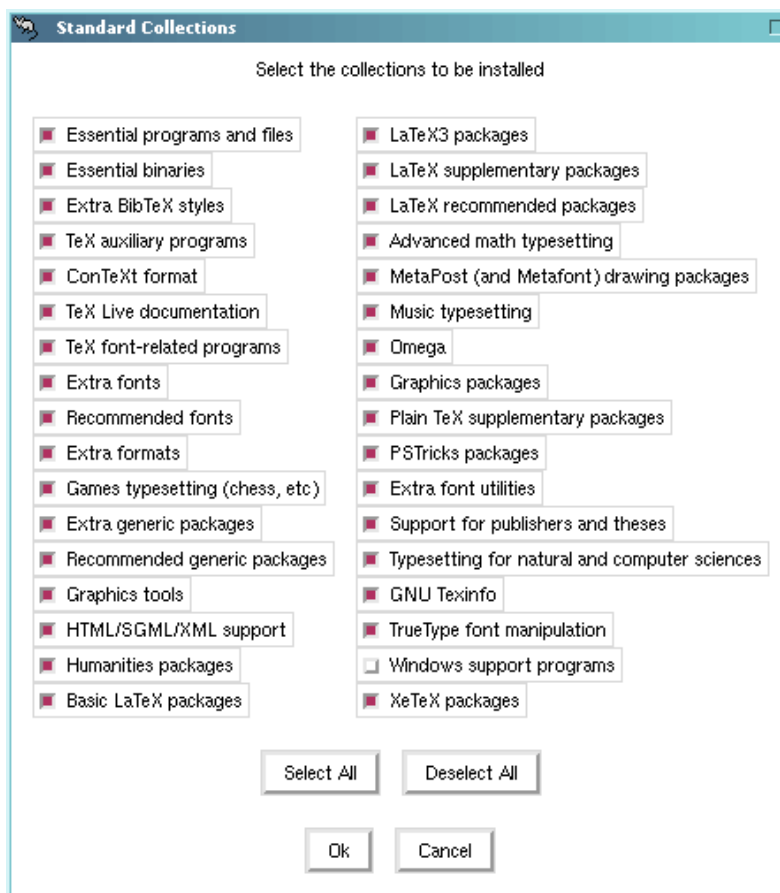 Standard Collections
Select the collections to be installed
Essential programs and files
Essential binaries
Extra BibTeX styles
TeX auxiliary programs
ConTeXt format
TeX Live documentation
TeX font-related programs
Extra fonts
Recommended fonts
Extra formats
Games typesetting (chess, etc)
Extra generic packages
Recommended generic packages
Graphics tools
HTML/SGML/XML support
Humanities packages
Basic LaTeX packages
LaTeX3 packages
LaTeX supplementary packages
LaTeX recommended packages
Advanced math typesetting
MetaPost (and Metafont) drawing packages
Music typesetting
Omega
Graphics packages
Plain TeX supplementary packages
PSTricks packages
Extra font utilities
Support for publishers and theses
Typesetting for natural and computer sciences
GNU Texinfo
TrueType font manipulation
Windows support programs
XeTeX packages
Select All
Deselect All
Ok
Cancel